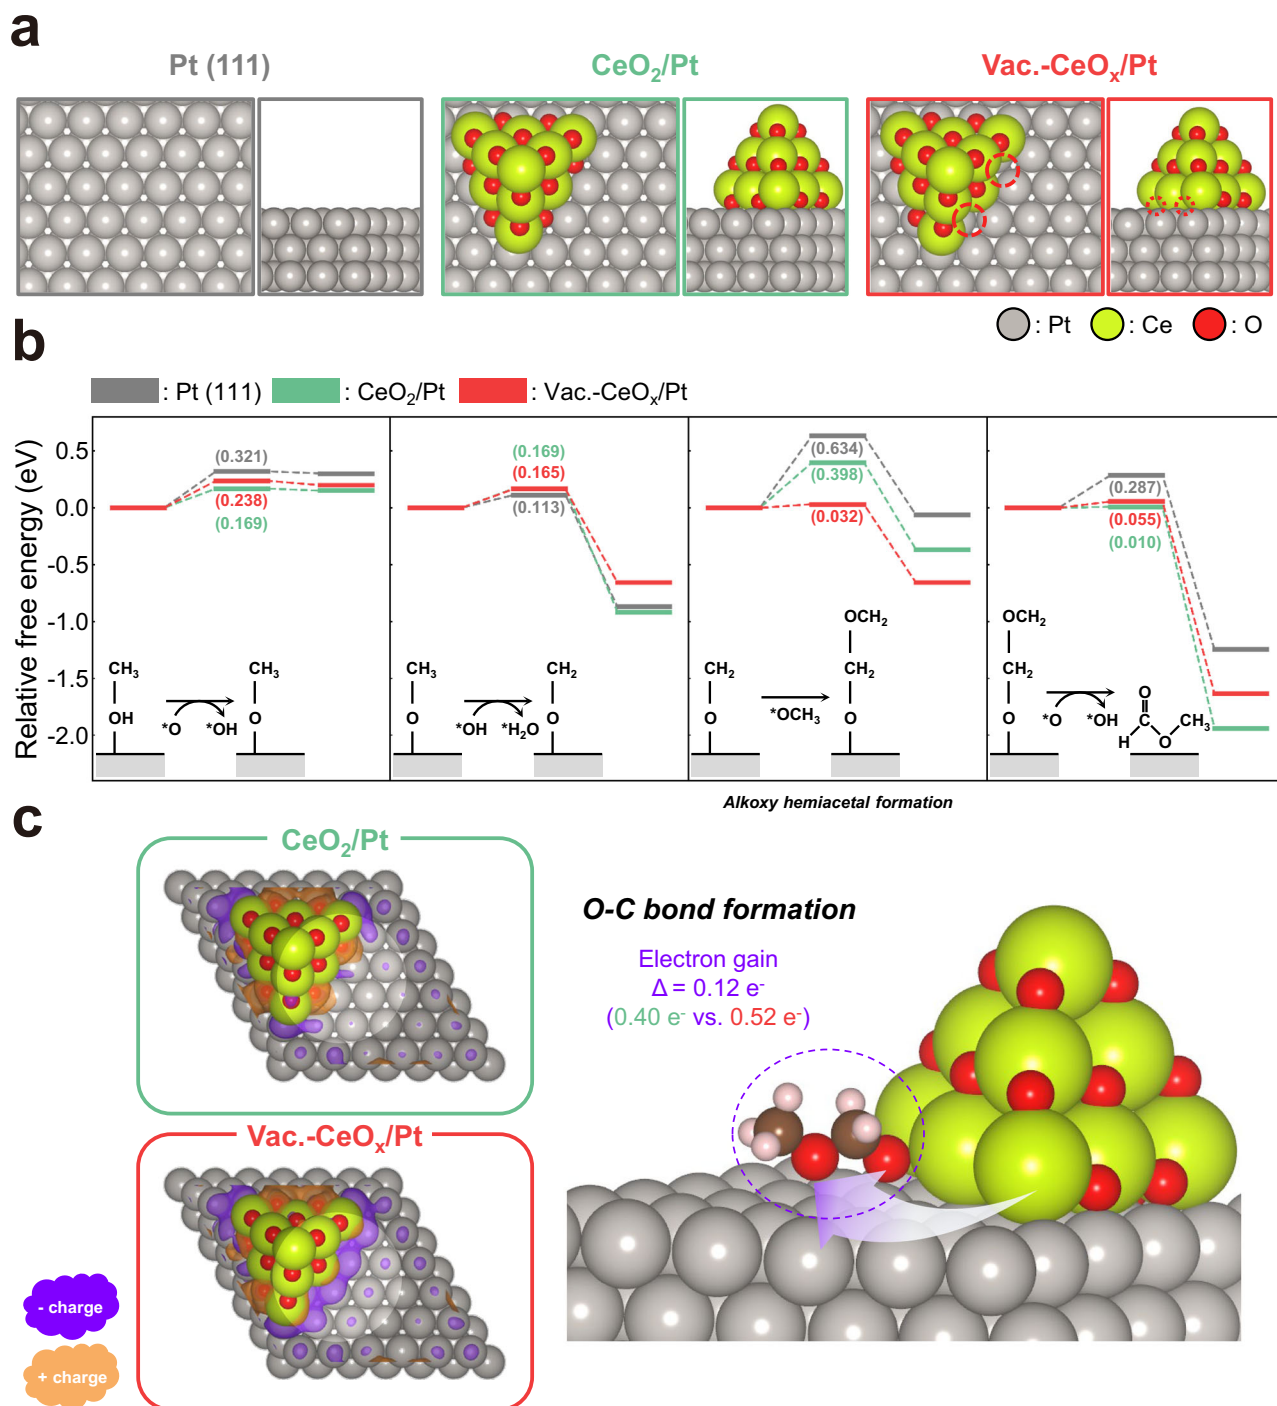 a
Pt (111)
CeO₂/Pt
Vac.-CeOₓ/Pt
: Pt
: Ce
: O
b
: Pt (111)
: CeO₂/Pt
: Vac.-CeOₓ/Pt
Relative free energy (eV)
0.5
0.0
-0.5
-1.0
-1.5
-2.0
(0.321)
(0.238)
(0.169)
CH₃
OH
*O
*OH
CH₃
O
(0.169)
(0.165)
(0.113)
CH₃
O
*OH
*H₂O
CH₂
O
(0.634)
(0.398)
(0.032)
CH₂
O
*OCH₃
OCH₂
CH₂
O
(0.287)
(0.055)
(0.010)
OCH₂
CH₂
O
*O
*OH
O
C
H
O
CH₃
Alkoxy hemiacetal formation
c
CeO₂/Pt
Vac.-CeOₓ/Pt
- charge
+ charge
O-C bond formation
Electron gain
Δ = 0.12 e⁻
(0.40 e⁻ vs. 0.52 e⁻)